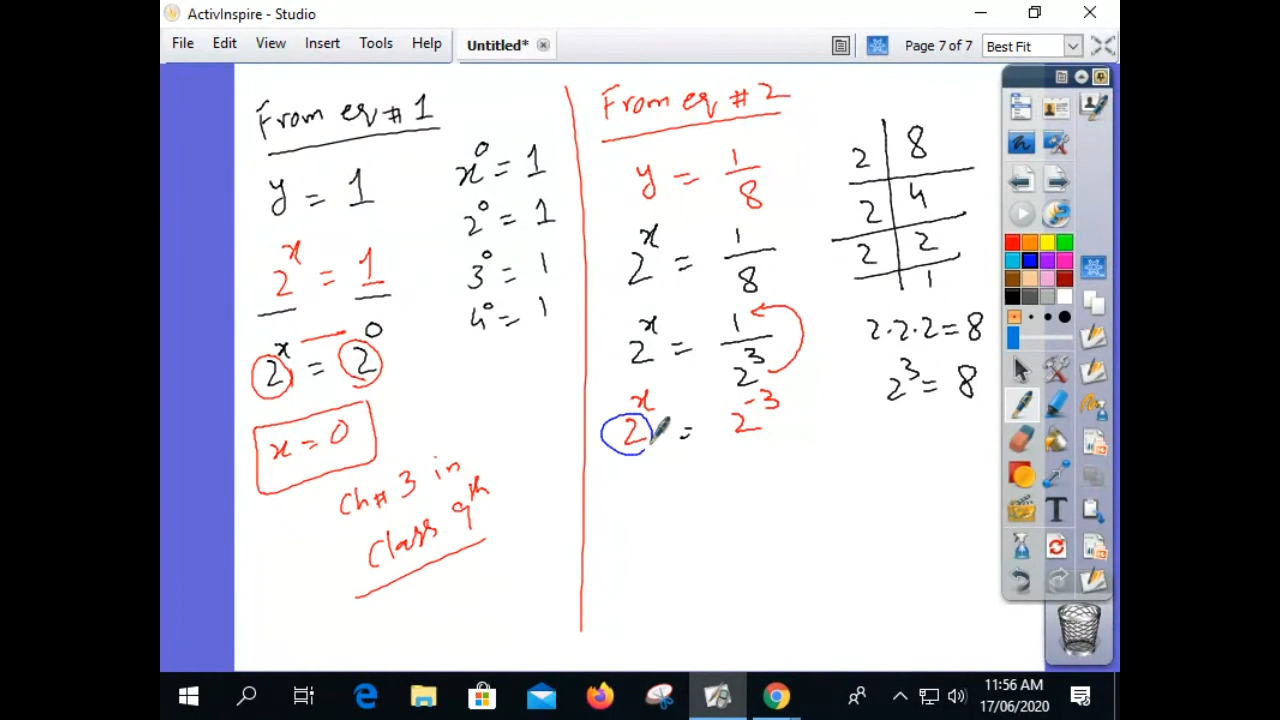 ActivInspire - Studio
File Edit View Insert Tools Help Untitled* Page 7 of 7 Best Fit
From eq # 1
y = 1
2^x = 1
2^x = 2^0
x = 0
Ch# 3 in
Class 9^th
x^0 = 1
2^0 = 1
3^0 = 1
4^0 = 1
From eq # 2
y = 1/8
2^x = 1/8
2^x = 1/2^3
2^x = 2^-3
2 | 8
2 | 4
2 | 2
1
2·2·2 = 8
2^3 = 8
11:56 AM
17/06/2020